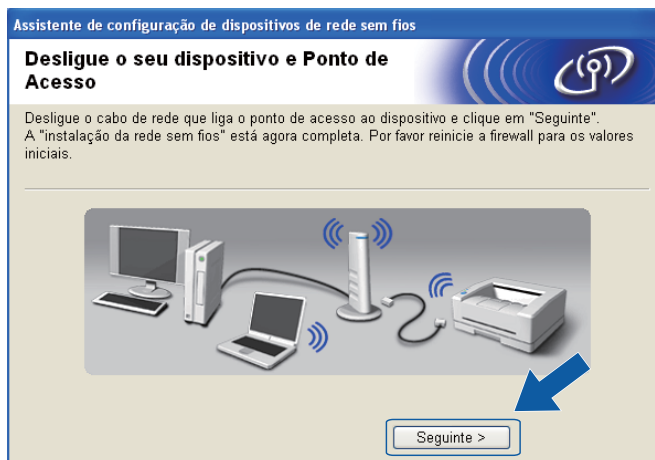 Assistente de configuração de dispositivos de rede sem fios
Desligue o seu dispositivo e Ponto de
Acesso
Desligue o cabo de rede que liga o ponto de acesso ao dispositivo e clique em "Seguinte".
A "instalação da rede sem fios" está agora completa. Por favor reinicie a firewall para os valores
iniciais.
Seguinte >